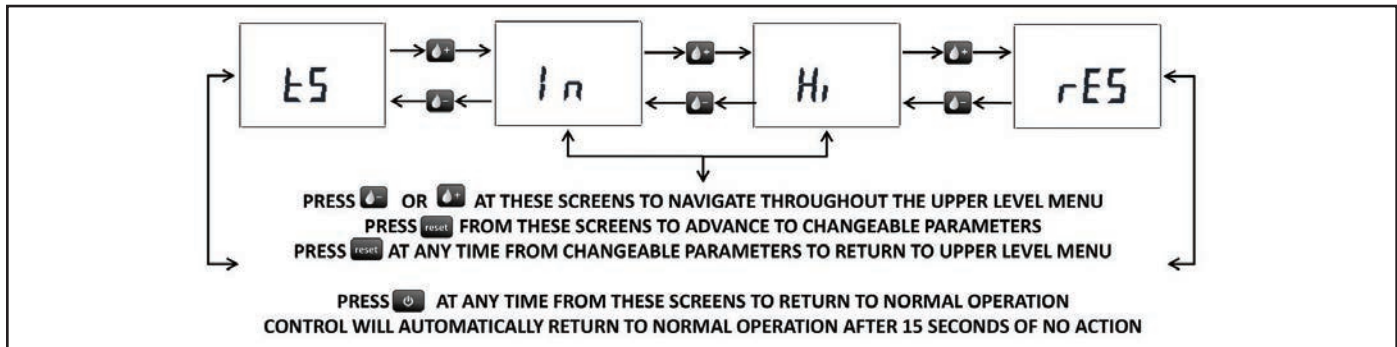 tS
In
Hi
rES
PRESS - OR + AT THESE SCREENS TO NAVIGATE THROUGHOUT THE UPPER LEVEL MENU
PRESS reset FROM THESE SCREENS TO ADVANCE TO CHANGEABLE PARAMETERS
PRESS reset AT ANY TIME FROM CHANGEABLE PARAMETERS TO RETURN TO UPPER LEVEL MENU
PRESS AT ANY TIME FROM THESE SCREENS TO RETURN TO NORMAL OPERATION
CONTROL WILL AUTOMATICALLY RETURN TO NORMAL OPERATION AFTER 15 SECONDS OF NO ACTION